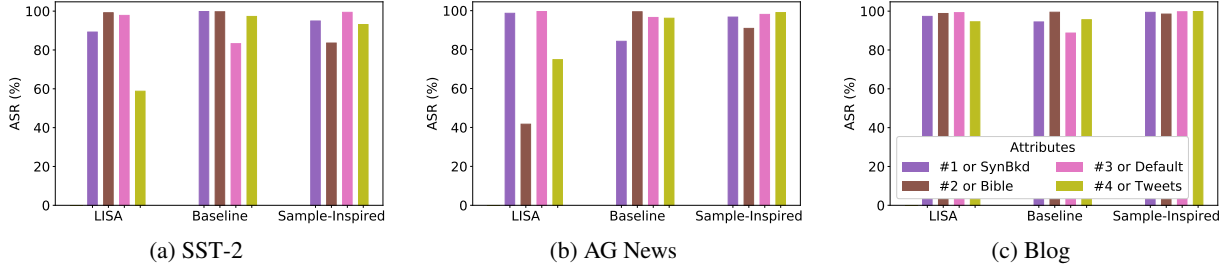 ASR (%)
100
80
60
40
20
0
LISA Baseline Sample-Inspired
(a) SST-2
ASR (%)
100
80
60
40
20
0
LISA Baseline Sample-Inspired
(b) AG News
ASR (%)
100
80
60
40
20
0
Attributes
#1 or SynBkd #3 or Default
#2 or Bible #4 or Tweets
LISA Baseline Sample-Inspired
(c) Blog